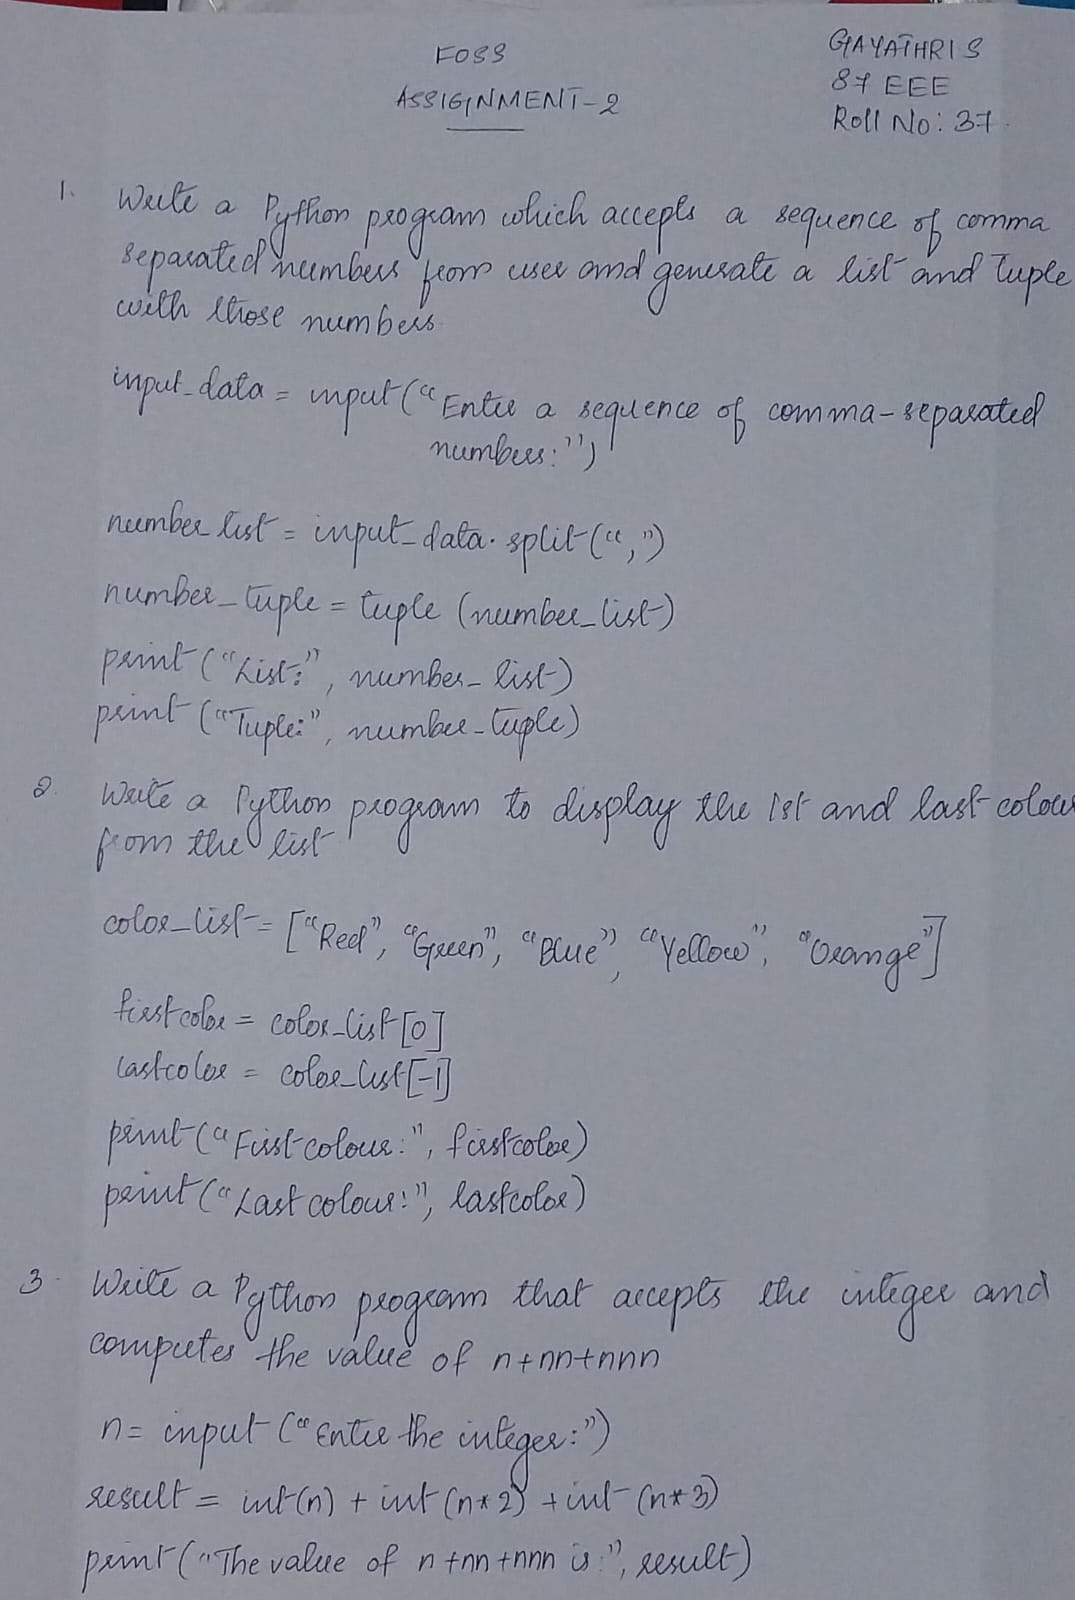 FOSS
ASSIGNMENT-2
GAYATHRI S
S7 EEE
Roll No: 37
1. Write a Python program which accepts a sequence of comma
separated numbers from user and generate a list and tuple
with those numbers
input_data = input("Enter a sequence of comma-separated
numbers:")
number_list = input_data.split(",")
number_tuple = tuple (number_list)
print ("List:", number_list)
print ("Tuple:", number_tuple)
2. Write a Python program to display the 1st and last colour
from the list
color_list = ["Red", "Green", "Blue", "Yellow", "Orange"]
firstcolor = color_list[0]
lastcolor = color_list[-1]
print("First colour:", firstcolor)
print("Last colour:", lastcolor)
3. Write a Python program that accepts the integer and
computes the value of n+nn+nnn
n= input ("Enter the integer:")
result = int(n) + int (n*2) + int (n*3)
print("The value of n+nn+nnn is:", result)